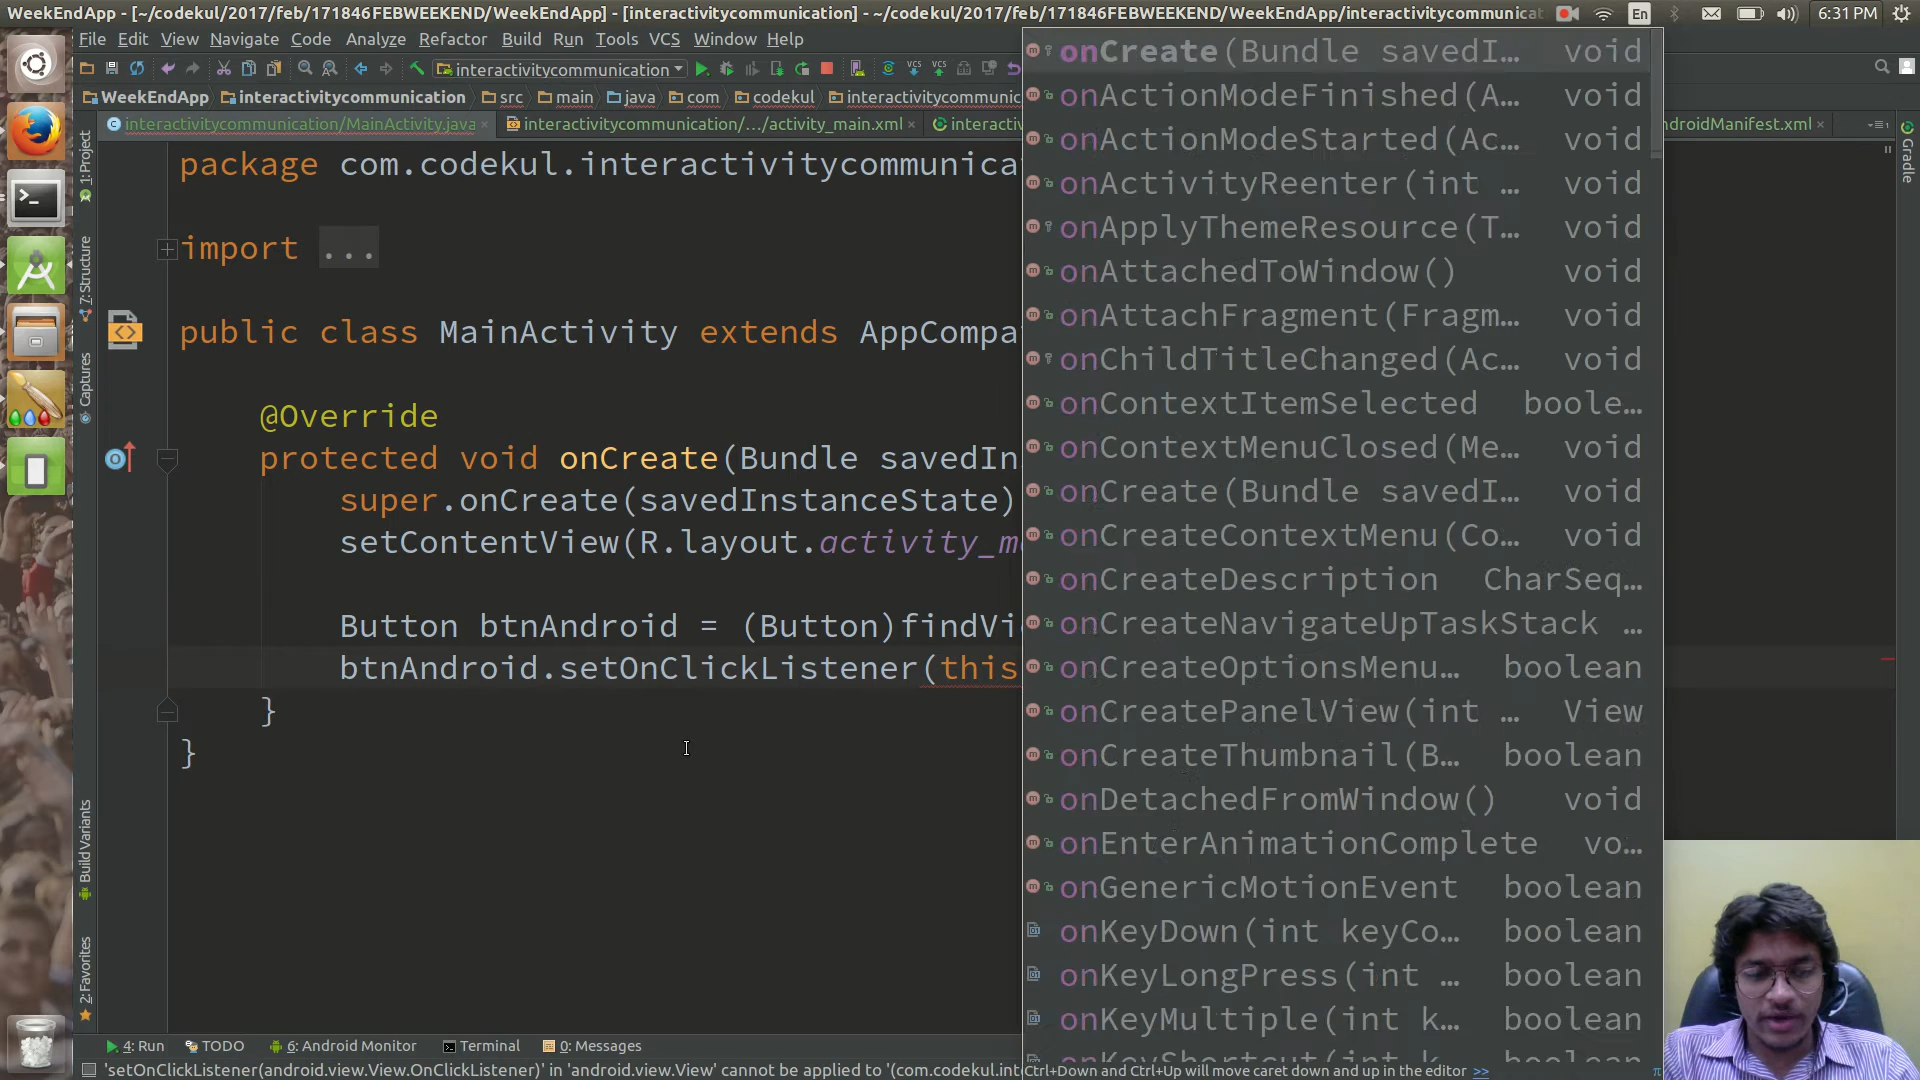 WeekEndApp - [~/codekul/2017/feb/171846FEBWEEKEND/WeekEndApp] - [interactivitycommunication] - ~/codekul/2017/feb/171846FEBWEEKEND/WeekEndApp/interactivitycommunicat
En
6:31 PM
File Edit View Navigate Code Analyze Refactor Build Run Tools VCS Window Help
interactivitycommunication
VCS VCS
WeekEndApp interactivitycommunication src main java com codekul interactivitycommunic
interactivitycommunication/MainActivity.java interactivitycommunication/.../activity_main.xml interactiv ndroidManifest.xml
1: Project
7: Structure
Captures
Build Variants
2: Favorites
Gradle
package com.codekul.interactivitycommunica
import ...
public class MainActivity extends AppCompa
@Override
protected void onCreate(Bundle savedIn
super.onCreate(savedInstanceState)
setContentView(R.layout.activity_m
Button btnAndroid = (Button)findVi
btnAndroid.setOnClickListener(this
}
}
onCreate(Bundle savedI... void
onActionModeFinished(A... void
onActionModeStarted(Ac... void
onActivityReenter(int ... void
onApplyThemeResource(T... void
onAttachedToWindow() void
onAttachFragment(Fragm... void
onChildTitleChanged(Ac... void
onContextItemSelected boole...
onContextMenuClosed(Me... void
onCreate(Bundle savedI... void
onCreateContextMenu(Co... void
onCreateDescription CharSeq...
onCreateNavigateUpTaskStack ...
onCreateOptionsMenu... boolean
onCreatePanelView(int ... View
onCreateThumbnail(B... boolean
onDetachedFromWindow() void
onEnterAnimationComplete vo...
onGenericMotionEvent boolean
onKeyDown(int keyCo... boolean
onKeyLongPress(int ... boolean
onKeyMultiple(int k... boolean
onKeyShortcut(int k boolean
Ctrl+Down and Ctrl+Up will move caret down and up in the editor >>
4: Run TODO 6: Android Monitor Terminal 0: Messages
'setOnClickListener(android.view.View.OnClickListener)' in 'android.view.View' cannot be applied to '(com.codekul.int